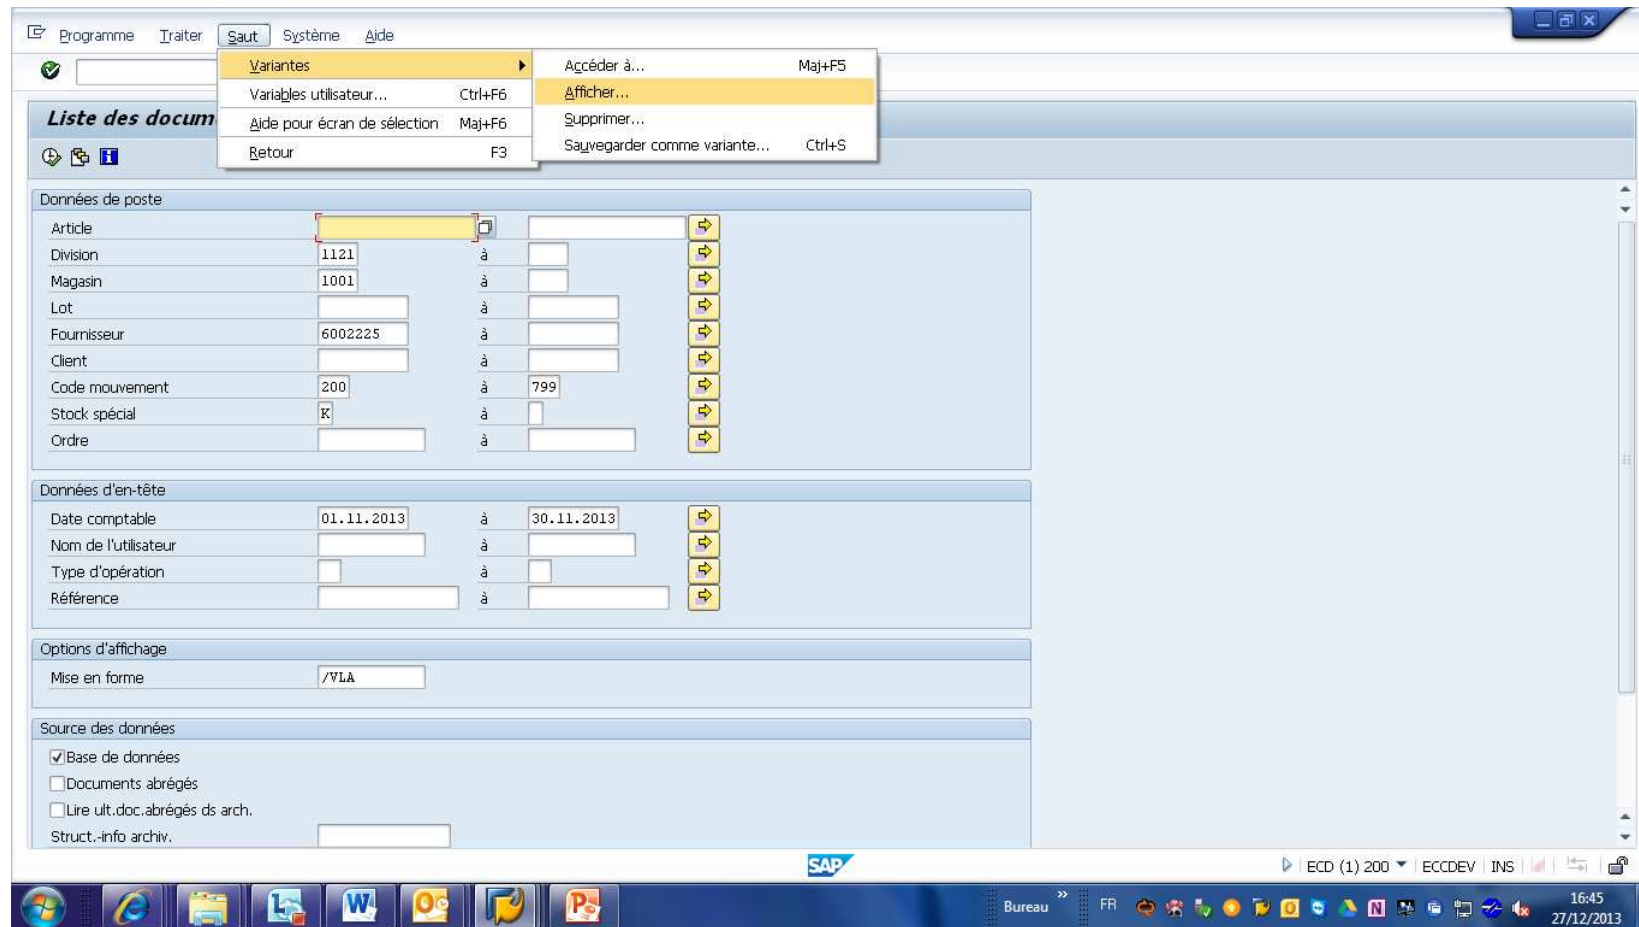 Programme Traiter Saut Système Aide
Variantes
Variables utilisateur... Ctrl+F6
Aide pour écran de sélection Maj+F6
Retour F3
Accéder à... Maj+F5
Afficher...
Supprimer...
Sauvegarder comme variante... Ctrl+S
Liste des docum
Données de poste
Article
Division 1121 à
Magasin 1001 à
Lot à
Fournisseur 6002225 à
Client à
Code mouvement 200 à 799
Stock spécial K à
Ordre à
Données d'en-tête
Date comptable 01.11.2013 à 30.11.2013
Nom de l'utilisateur à
Type d'opération à
Référence à
Options d'affichage
Mise en forme /VLA
Source des données
Base de données
Documents abrégés
Lire ult.doc.abrégés ds arch.
Struct.-info archiv.
SAP
ECD (1) 200 ECCDEV INS
Bureau » FR 16:45
27/12/2013